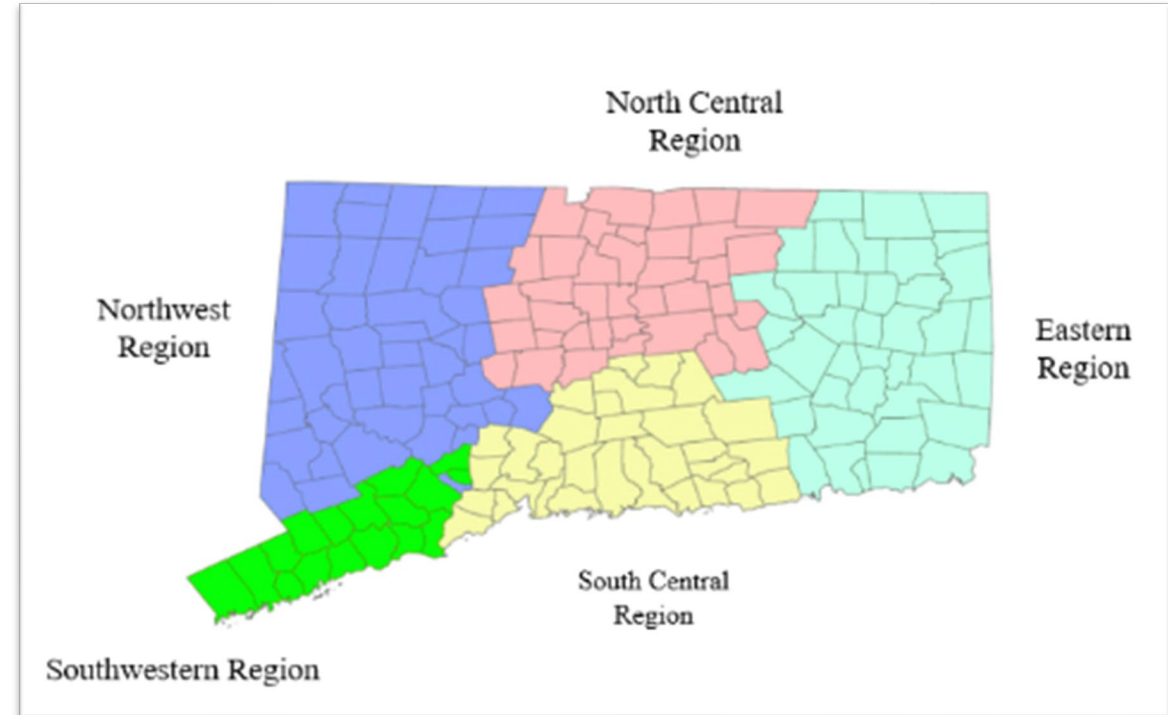 North Central
Region
Northwest
Region
Eastern
Region
South Central
Region
Southwestern Region